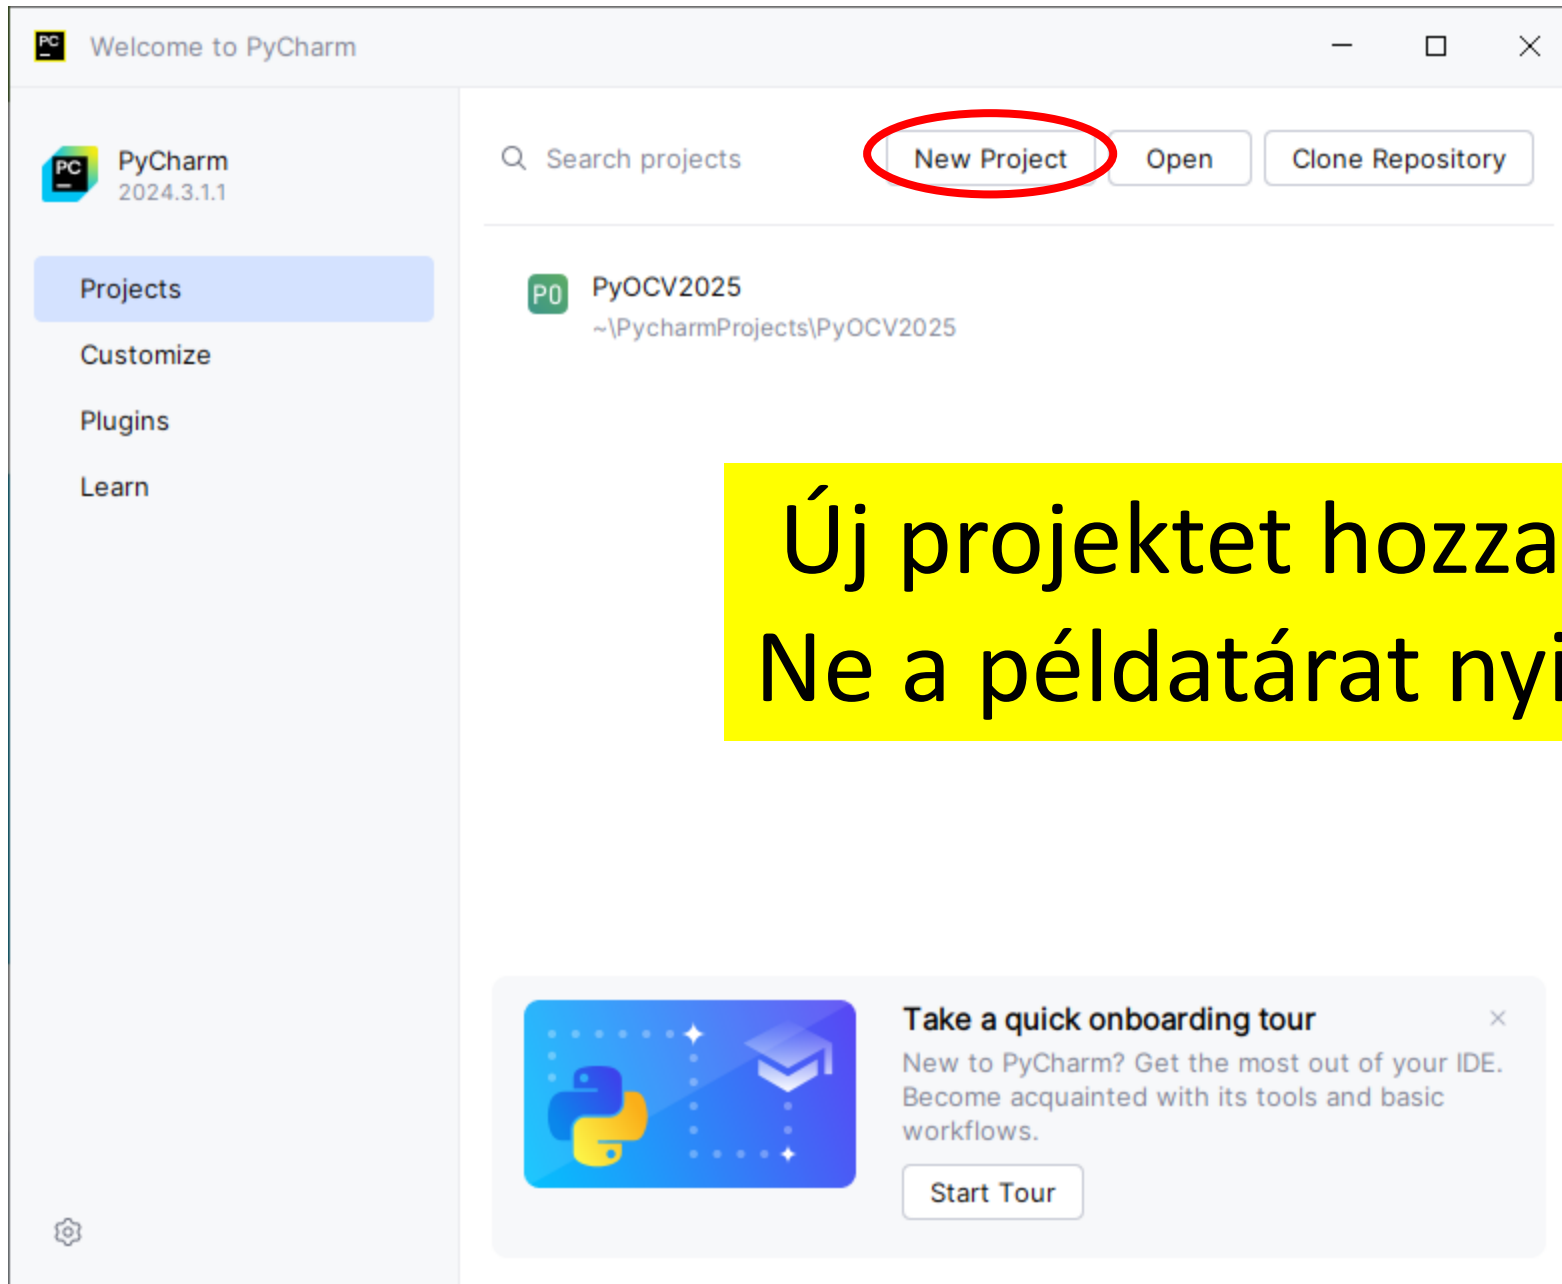 PC Welcome to PyCharm
PC PyCharm
2024.3.1.1
Search projects New Project Open Clone Repository
Projects
Customize
Plugins
Learn
PO PyOCV2025
~\PycharmProjects\PyOCV2025
Új projektet hozza
Ne a példatárat nyi
Take a quick onboarding tour
New to PyCharm? Get the most out of your IDE.
Become acquainted with its tools and basic
workflows.
Start Tour